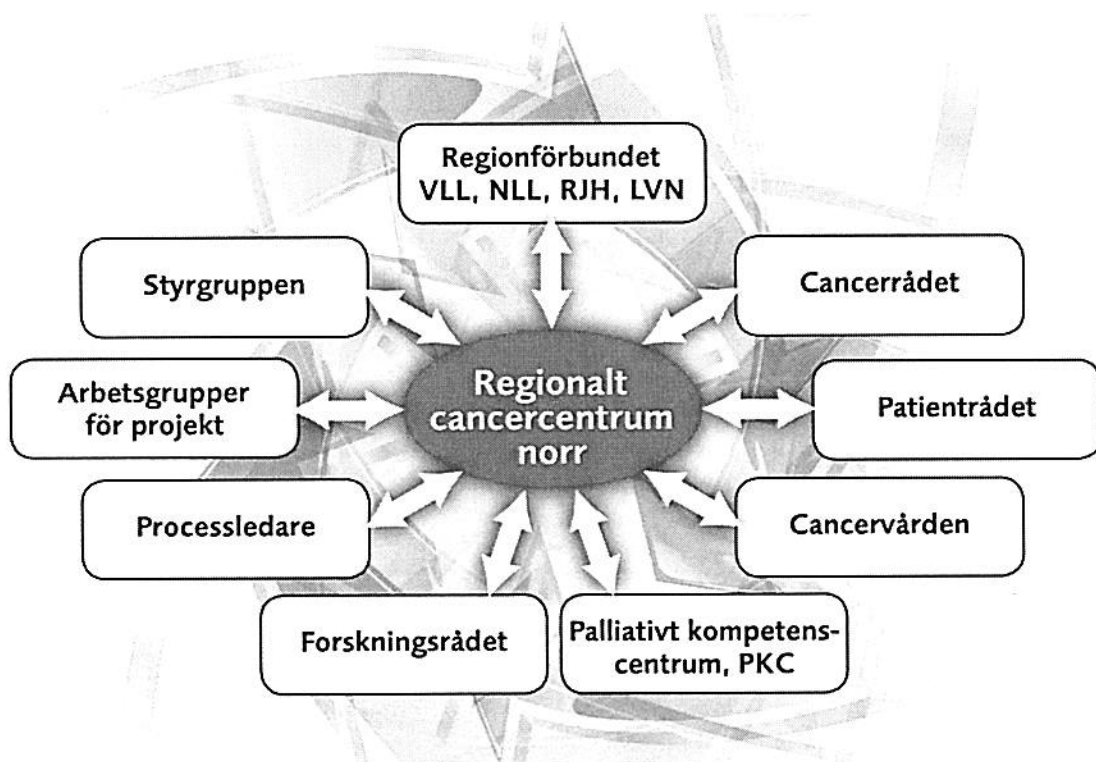 Regionförbundet
VLL, NLL, RJH, LVN
Styrgruppen
Cancerrådet
Arbetsgrupper
för projekt
Regionalt
cancercentrum
norr
Patientrådet
Processledare
Cancervården
Forskningsrådet
Palliativt kompetens-
centrum, PKC